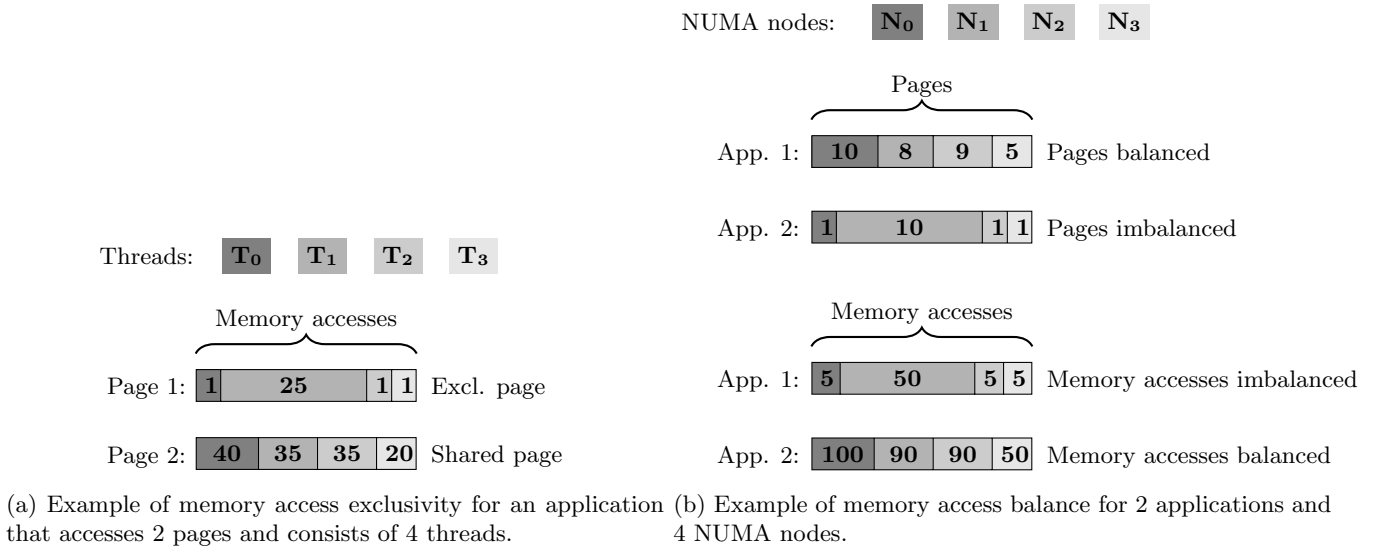 NUMA nodes: N0 N1 N2 N3
Pages
App. 1: 10 8 9 5 Pages balanced
App. 2: 1 10 1 1 Pages imbalanced
Threads: T0 T1 T2 T3
Memory accesses
Page 1: 1 25 1 1 Excl. page
Page 2: 40 35 35 20 Shared page
Memory accesses
App. 1: 5 50 5 5 Memory accesses imbalanced
App. 2: 100 90 90 50 Memory accesses balanced
(a) Example of memory access exclusivity for an application
that accesses 2 pages and consists of 4 threads.
(b) Example of memory access balance for 2 applications and
4 NUMA nodes.